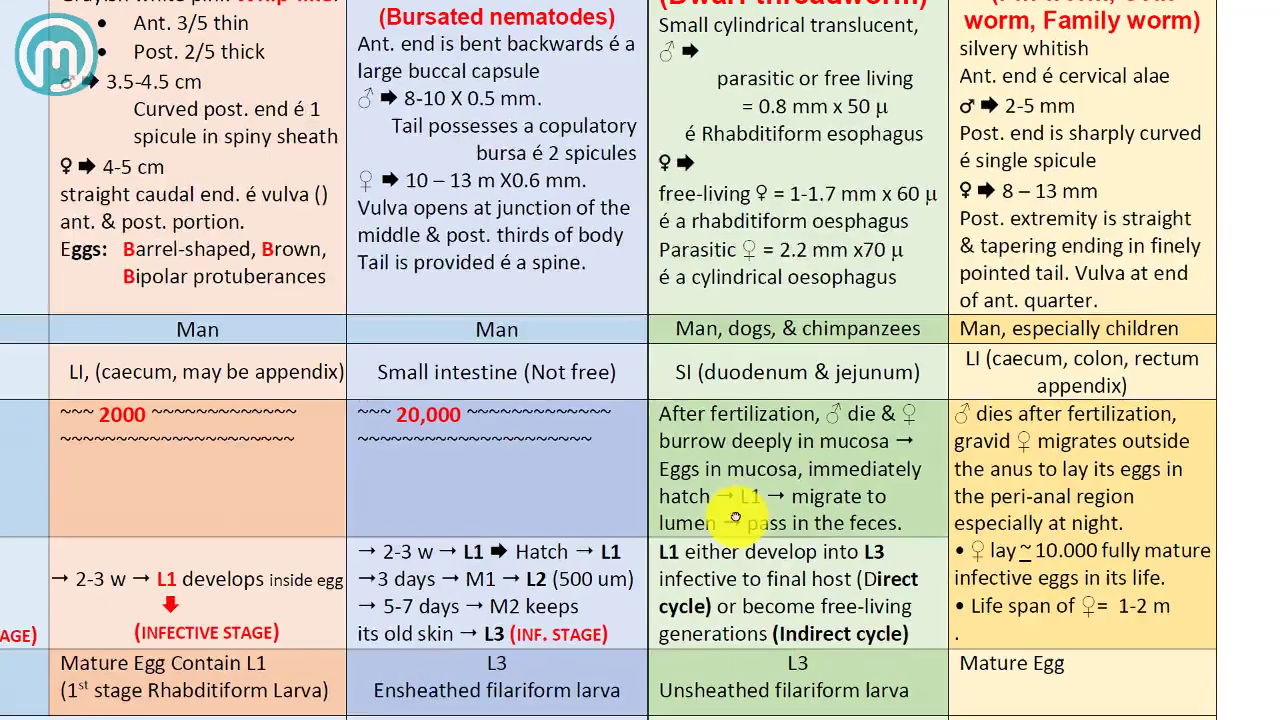 Ant. 3/5 thin
Post. 2/5 thick
♂ 🡆 3.5-4.5 cm
Curved post. end é 1
spicule in spiny sheath
♀ 🡆 4-5 cm
straight caudal end. é vulva ()
ant. & post. portion.
Eggs: Barrel-shaped, Brown,
Bipolar protuberances
(Bursated nematodes)
Ant. end is bent backwards é a
large buccal capsule
♂ 🡆 8-10 X 0.5 mm.
Tail possesses a copulatory
bursa é 2 spicules
♀ 🡆 10 – 13 m X0.6 mm.
Vulva opens at junction of the
middle & post. thirds of body
Tail is provided é a spine.
(Dwarf threadworm)
Small cylindrical translucent,
♂ 🡆
parasitic or free living
= 0.8 mm x 50 µ
é Rhabditiform esophagus
♀ 🡆
free-living ♀ = 1-1.7 mm x 60 µ
é a rhabditiform oesphagus
Parasitic ♀ = 2.2 mm x70 µ
é a cylindrical oesophagus
worm, Family worm)
silvery whitish
Ant. end é cervical alae
♂ 🡆 2-5 mm
Post. end is sharply curved
é single spicule
♀ 🡆 8 – 13 mm
Post. extremity is straight
& tapering ending in finely
pointed tail. Vulva at end
of ant. quarter.
Man
Man
Man, dogs, & chimpanzees
Man, especially children
LI, (caecum, may be appendix)
Small intestine (Not free)
SI (duodenum & jejunum)
LI (caecum, colon, rectum
appendix)
~~~ 2000 ~~~~~~~~~~~~~
~~~~~~~~~~~~~~~~~~~~~
~~~ 20,000 ~~~~~~~~~~~~~
~~~~~~~~~~~~~~~~~~~~~
After fertilization, ♂ die & ♀
burrow deeply in mucosa →
Eggs in mucosa, immediately
hatch → L1 → migrate to
lumen → pass in the feces.
♂ dies after fertilization,
gravid ♀ migrates outside
the anus to lay its eggs in
the peri-anal region
especially at night.
• ♀ lay ~ 10.000 fully mature
infective eggs in its life.
• Life span of ♀= 1-2 m
.
AGE)
→ 2-3 w → L1 develops inside egg
(INFECTIVE STAGE)
→ 2-3 w → L1 🡆 Hatch → L1
→3 days → M1 → L2 (500 um)
→ 5-7 days → M2 keeps
its old skin → L3 (INF. STAGE)
L1 either develop into L3
infective to final host (Direct
cycle) or become free-living
generations (Indirect cycle)
Mature Egg Contain L1
(1st stage Rhabditiform Larva)
L3
Ensheathed filariform larva
L3
Unsheathed filariform larva
Mature Egg